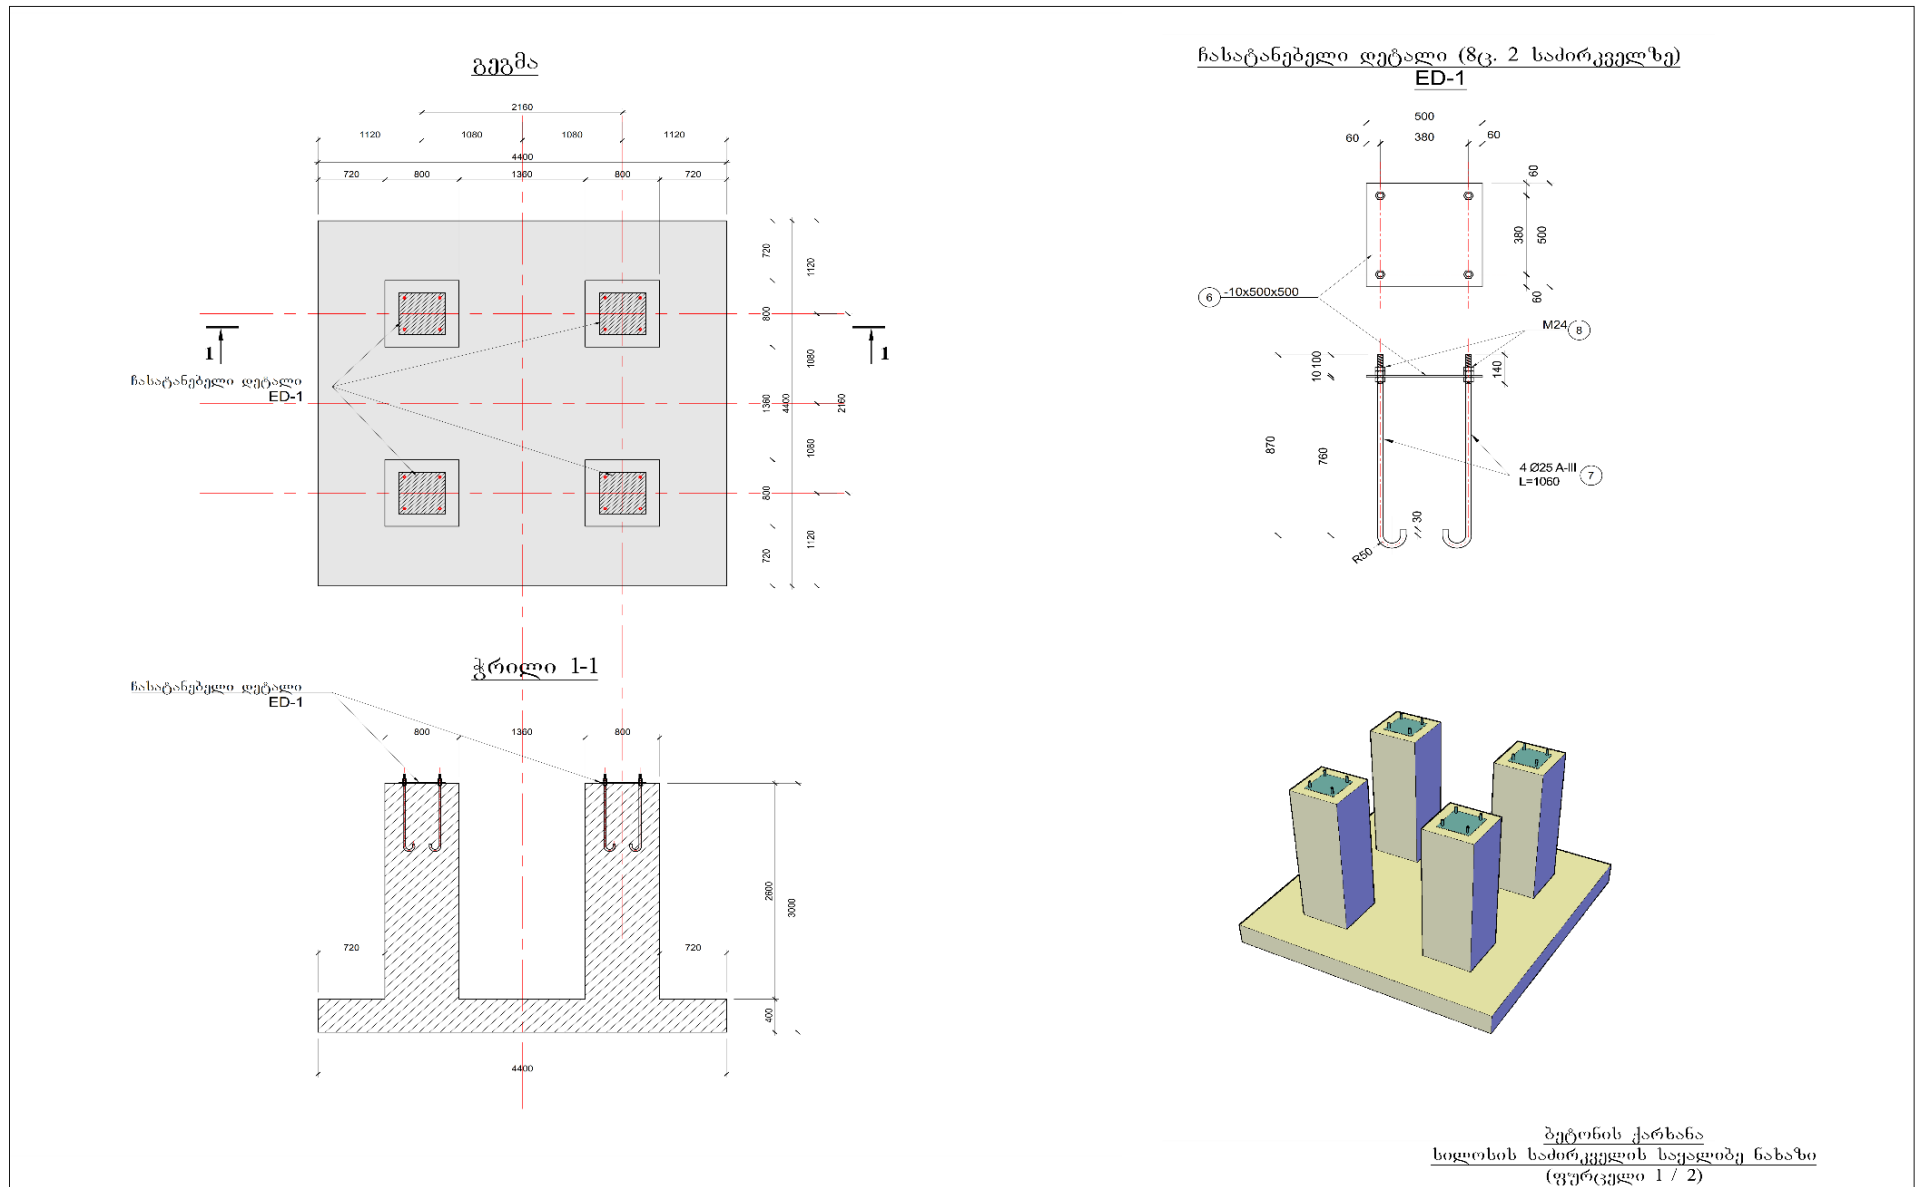 გეგმა
2160
1120 1080 1080 1120
4400
720 800 1360 800 720
720 800 1360 800 720
4400
1120 1080 1080 1120
2160
1 1
ჩასატანებელი დეტალი
ED-1
ჭრილი 1-1
ჩასატანებელი დეტალი
ED-1
800 1360 800
2600
3000
720 720
400
4400
ჩასატანებელი დეტალი (8ც. 2 საძირკველზე)
ED-1
500
60 380 60
60
380 500
60
6 -10x500x500
M24 8
10 100
140
870
760
4 Ø25 A-III 7
L=1060
30
R50
ბეტონის ქარხანა
სილოსის საძირკველის საყალიბე ნახაზი
(ფურცელი 1 / 2)